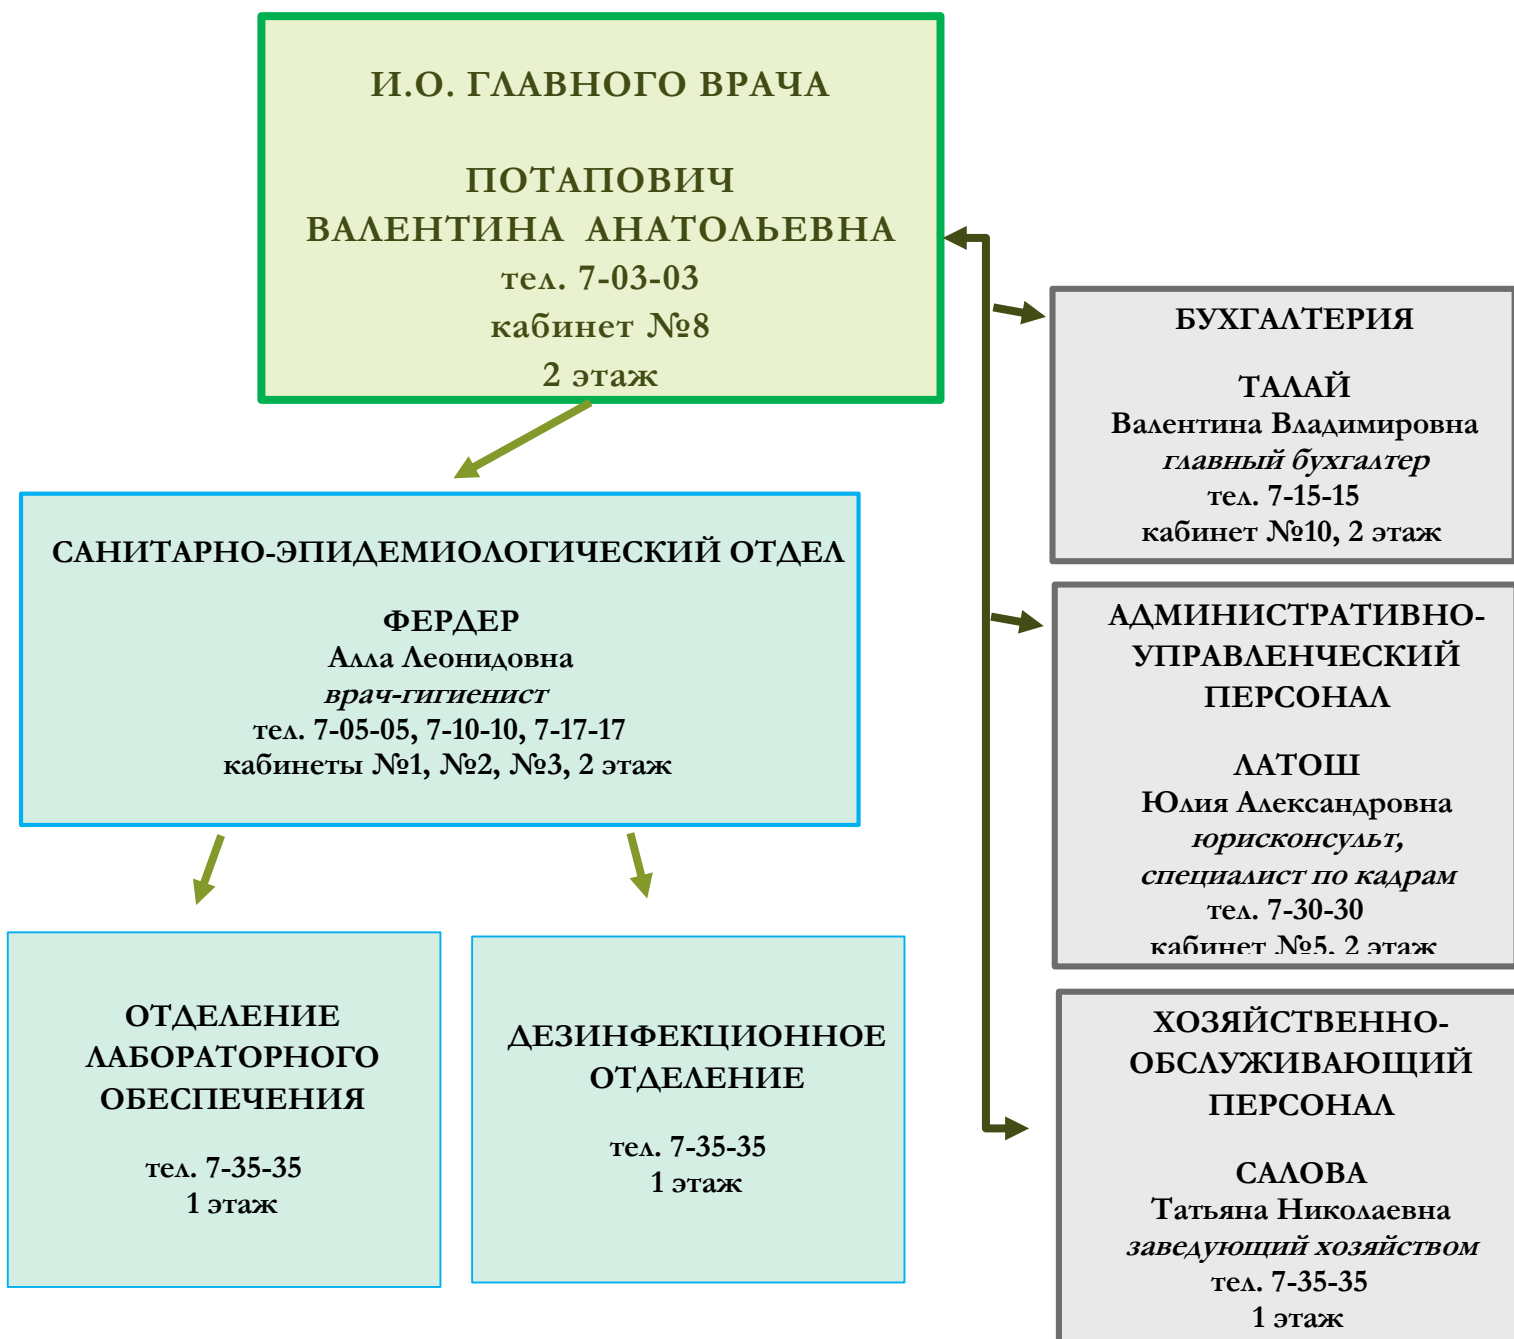 И.О. ГЛАВНОГО ВРАЧА
ПОТАПОВИЧ
ВАЛЕНТИНА АНАТОЛЬЕВНА
тел. 7-03-03
кабинет №8
2 этаж
САНИТАРНО-ЭПИДЕМИОЛОГИЧЕСКИЙ ОТДЕЛ
ФЕРДЕР
Алла Леонидовна
врач-гигиенист
тел. 7-05-05, 7-10-10, 7-17-17
кабинеты №1, №2, №3, 2 этаж
ОТДЕЛЕНИЕ
ЛАБОРАТОРНОГО
ОБЕСПЕЧЕНИЯ
тел. 7-35-35
1 этаж
ДЕЗИНФЕКЦИОННОЕ
ОТДЕЛЕНИЕ
тел. 7-35-35
1 этаж
БУХГАЛТЕРИЯ
ТАЛАЙ
Валентина Владимировна
главный бухгалтер
тел. 7-15-15
кабинет №10, 2 этаж
АДМИНИСТРАТИВНО-
УПРАВЛЕНЧЕСКИЙ
ПЕРСОНАЛ
ЛАТОШ
Юлия Александровна
юрисконсульт,
специалист по кадрам
тел. 7-30-30
кабинет №5, 2 этаж
ХОЗЯЙСТВЕННО-
ОБСЛУЖИВАЮЩИЙ
ПЕРСОНАЛ
САЛОВА
Татьяна Николаевна
заведующий хозяйством
тел. 7-35-35
1 этаж